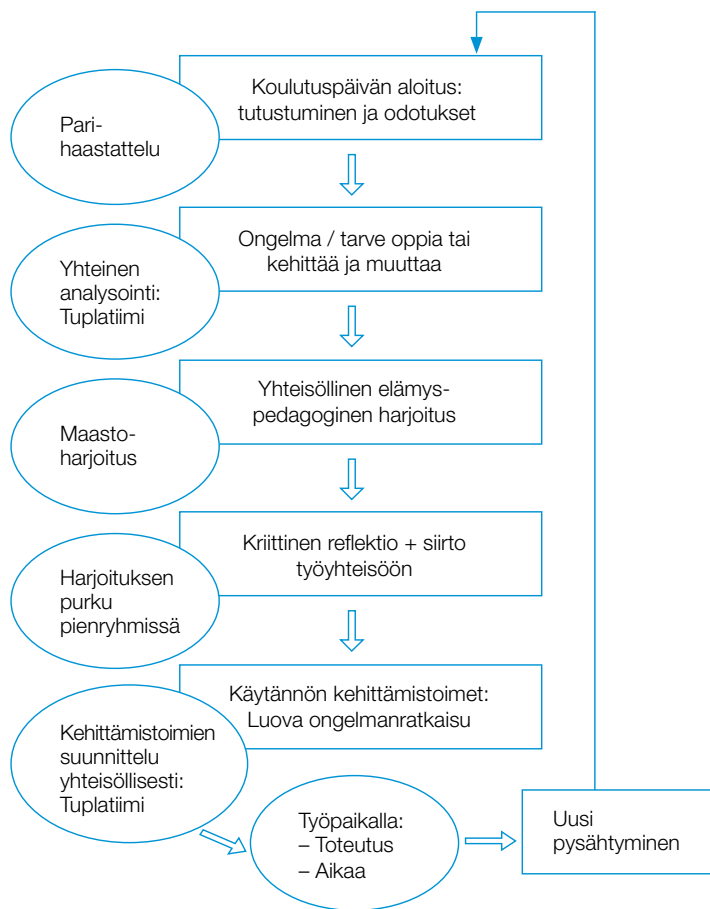 Koulutuspäivän aloitus:
tutustuminen ja odotukset
Pari-
haastattelu
Ongelma / tarve oppia tai
kehittää ja muuttaa
Yhteinen
analysointi:
Tuplatiimi
Yhteisöllinen elämys-
pedagoginen harjoitus
Maasto-
harjoitus
Kriittinen reflektio + siirto
työyhteisöön
Harjoituksen
purku
pienryhmissä
Käytännön kehittämistoimet:
Luova ongelmanratkaisu
Kehittämistoimien
suunnittelu
yhteisöllisesti:
Tuplatiimi
Työpaikalla:
– Toteutus
– Aikaa
Uusi
pysähtyminen